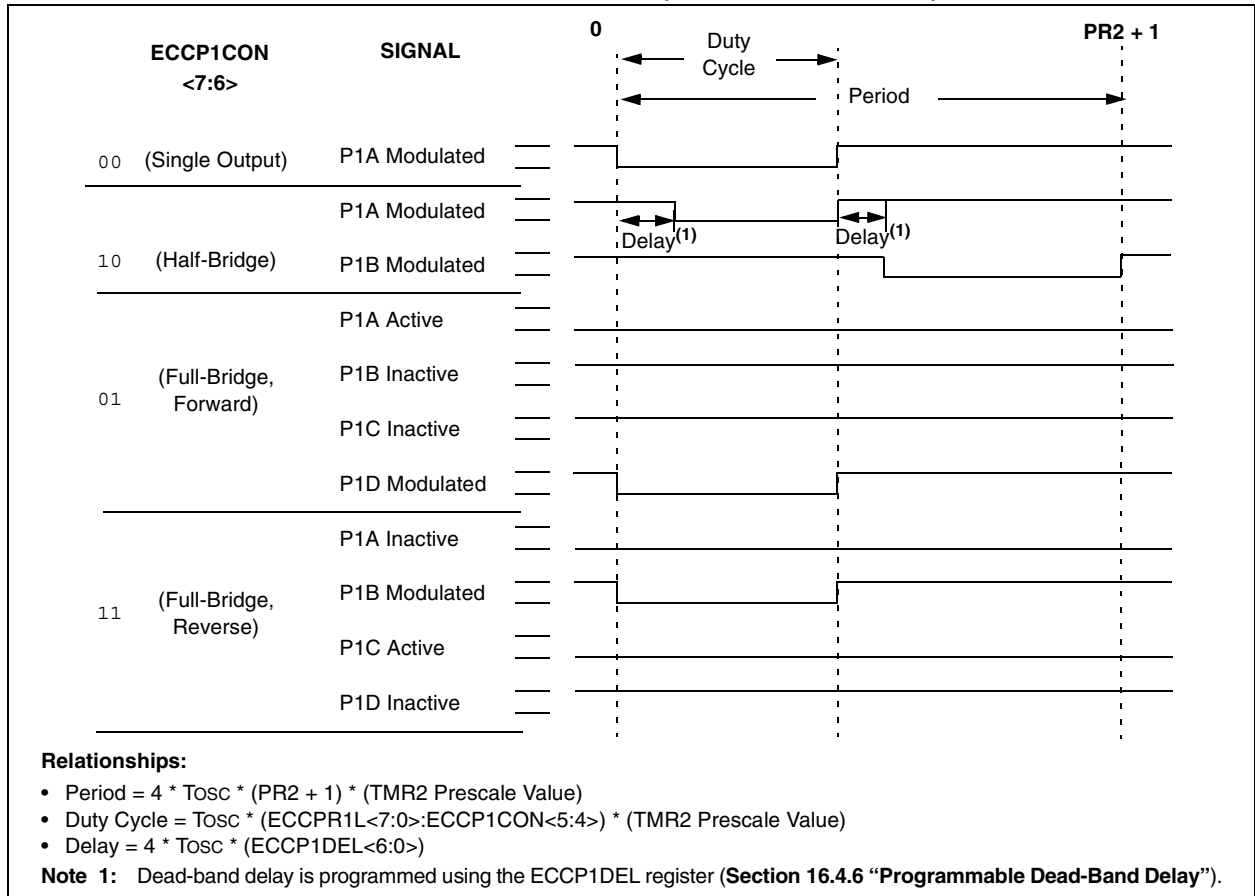 0 Duty Cycle PR2 + 1
ECCP1CON <7:6> SIGNAL
Period
00 (Single Output) P1A Modulated
P1A Modulated
Delay(1) Delay(1)
10 (Half-Bridge) P1B Modulated
P1A Active
01 (Full-Bridge, Forward) P1B Inactive
P1C Inactive
P1D Modulated
P1A Inactive
11 (Full-Bridge, Reverse) P1B Modulated
P1C Active
P1D Inactive
Relationships:
• Period = 4 * TOSC * (PR2 + 1) * (TMR2 Prescale Value)
• Duty Cycle = TOSC * (ECCPR1L<7:0>:ECCP1CON<5:4>) * (TMR2 Prescale Value)
• Delay = 4 * TOSC * (ECCP1DEL<6:0>)
Note 1: Dead-band delay is programmed using the ECCP1DEL register (Section 16.4.6 “Programmable Dead-Band Delay”).